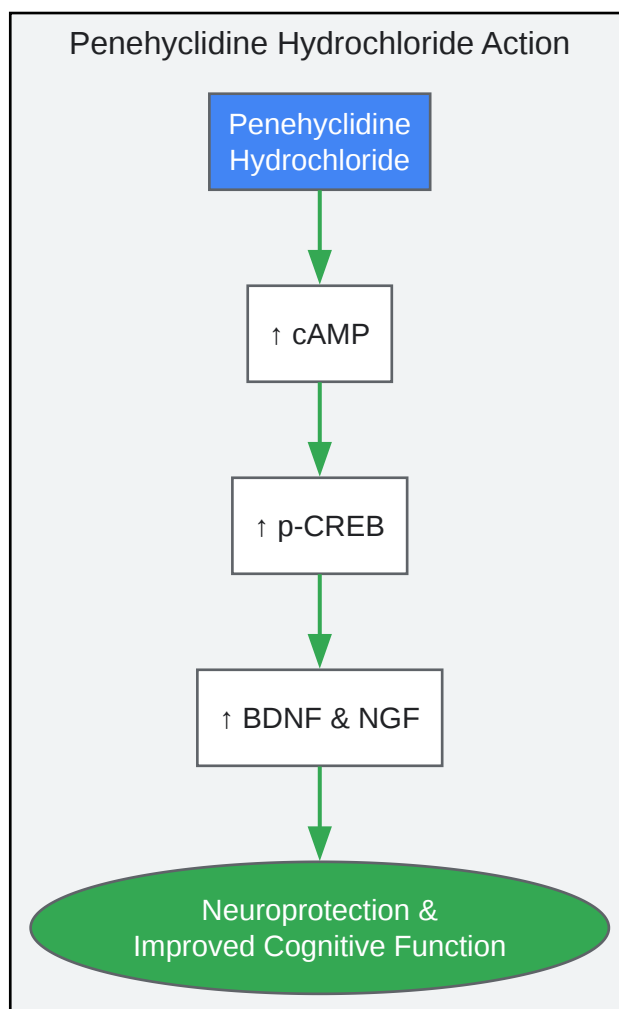 Penehyclidine Hydrochloride Action
Penehyclidine
Hydrochloride
↑ cAMP
↑ p-CREB
↑ BDNF & NGF
Neuroprotection &
Improved Cognitive Function